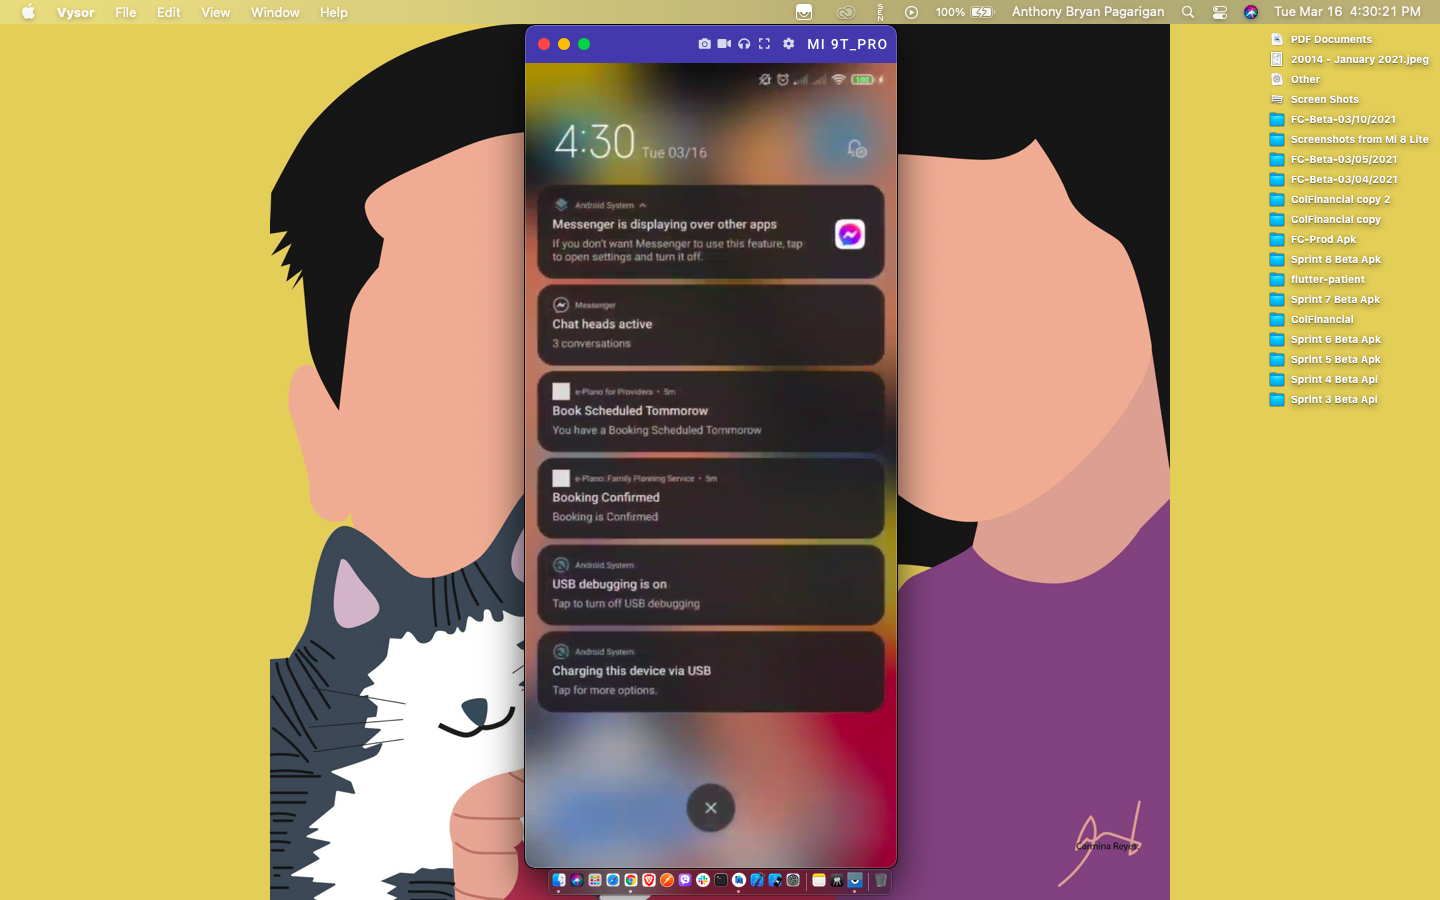 Vysor File Edit View Window Help
100% Anthony Bryan Pagarigan Tue Mar 16 4:30:21 PM
MI 9T_PRO
100
4:30 Tue 03/16
Android System
Messenger is displaying over other apps
If you don't want Messenger to use this feature, tap
to open settings and turn it off.
Messenger
Chat heads active
3 conversations
e-Plano for Providers • 5m
Book Scheduled Tommorow
You have a Booking Scheduled Tommorow
e-Plano: Family Planning Service • 5m
Booking Confirmed
Booking is Confirmed
Android System
USB debugging is on
Tap to turn off USB debugging
Android System
Charging this device via USB
Tap for more options.
PDF Documents
20014 - January 2021.jpeg
Other
Screen Shots
FC-Beta-03/10/2021
Screenshots from Mi 8 Lite
FC-Beta-03/05/2021
FC-Beta-03/04/2021
ColFinancial copy 2
ColFinancial copy
FC-Prod Apk
Sprint 8 Beta Apk
flutter-patient
Sprint 7 Beta Apk
ColFinancial
Sprint 6 Beta Apk
Sprint 5 Beta Apk
Sprint 4 Beta Api
Sprint 3 Beta Api
Carmina Reyes.